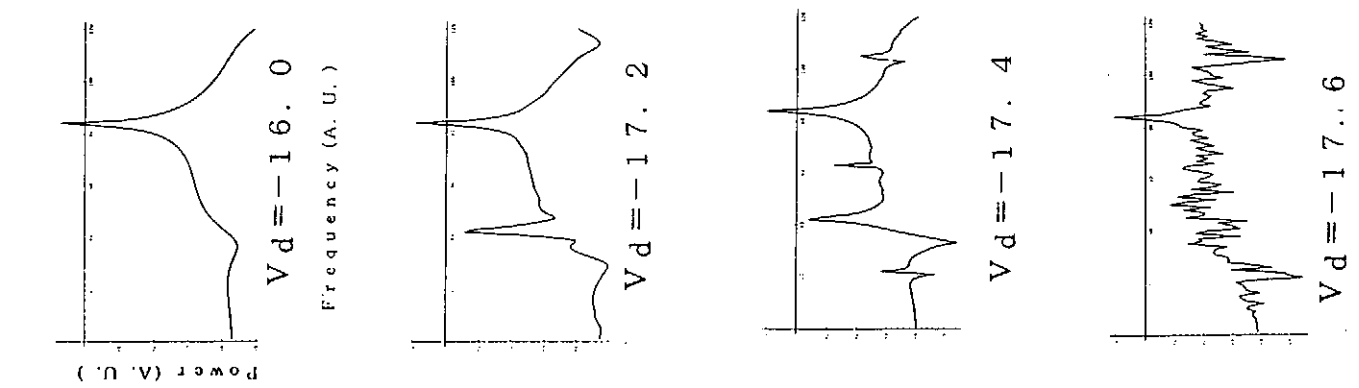 Power (A. U.)
Vd=-16. 0
Frequency (A. U.)
Vd=-17. 2
Vd=-17. 4
Vd=-17. 6